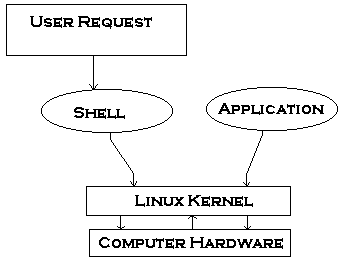 User Request
Shell
Application
Linux Kernel
Computer Hardware